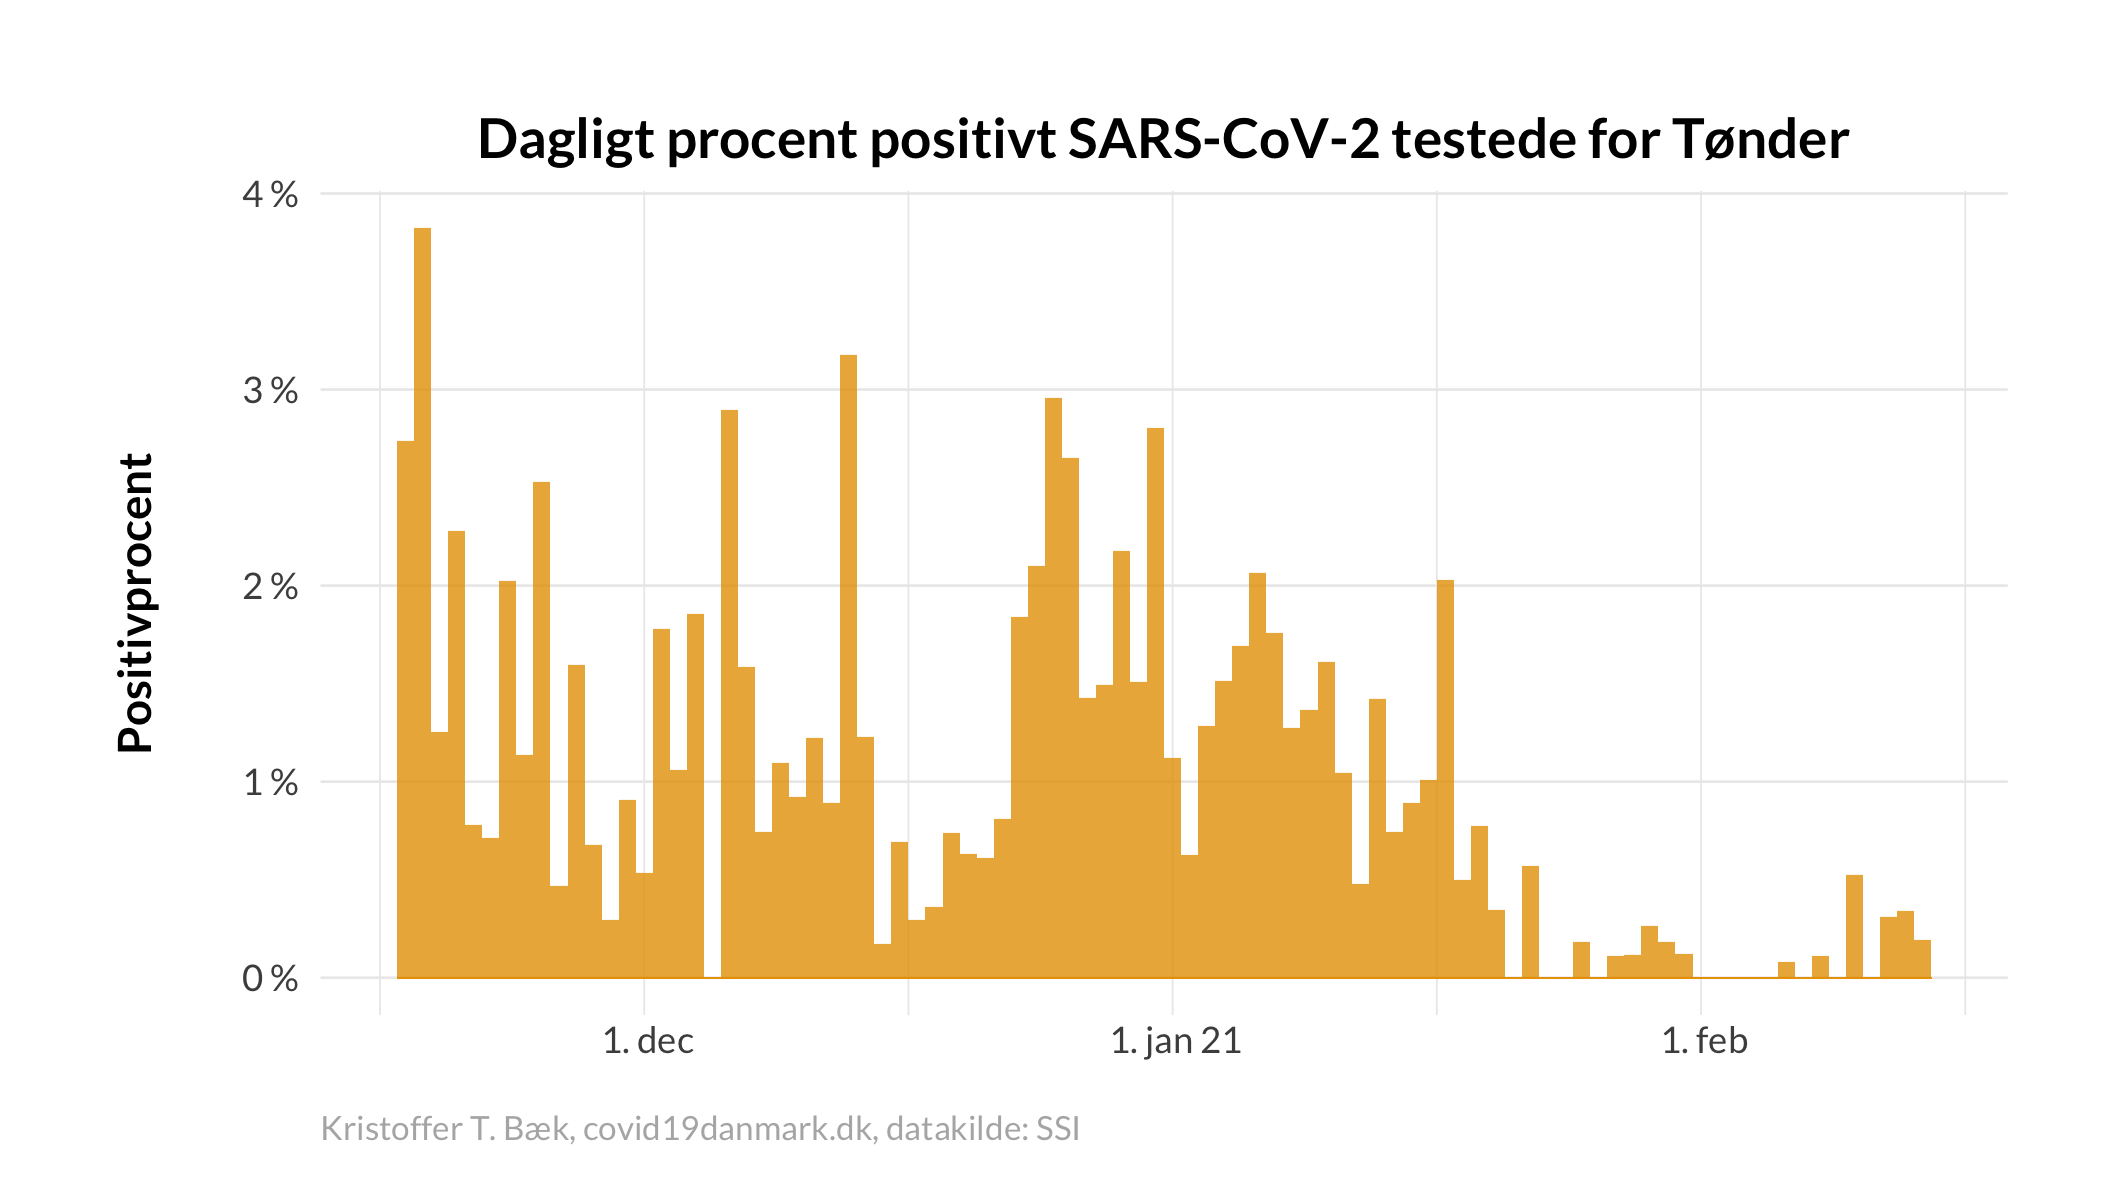 Dagligt procent positivt SARS-CoV-2 testede for Tønder
Positivprocent
4 %
3 %
2 %
1 %
0 %
1. dec
1. jan 21
1. feb
Kristoffer T. Bæk, covid19danmark.dk, datakilde: SSI